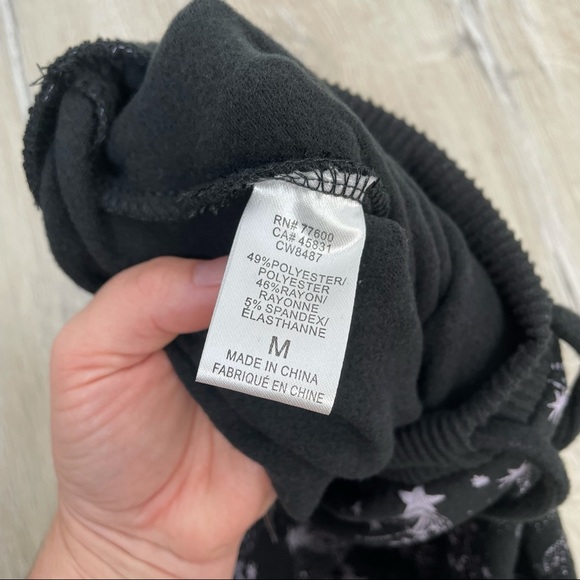 RN# 77600
CA# 45831
CW8487
49%POLYESTER/
POLYESTER
46%RAYON/
RAYONNE
5% SPANDEX/
ÉLASTHANNE
M
MADE IN CHINA
FABRIQUÉ EN CHINE